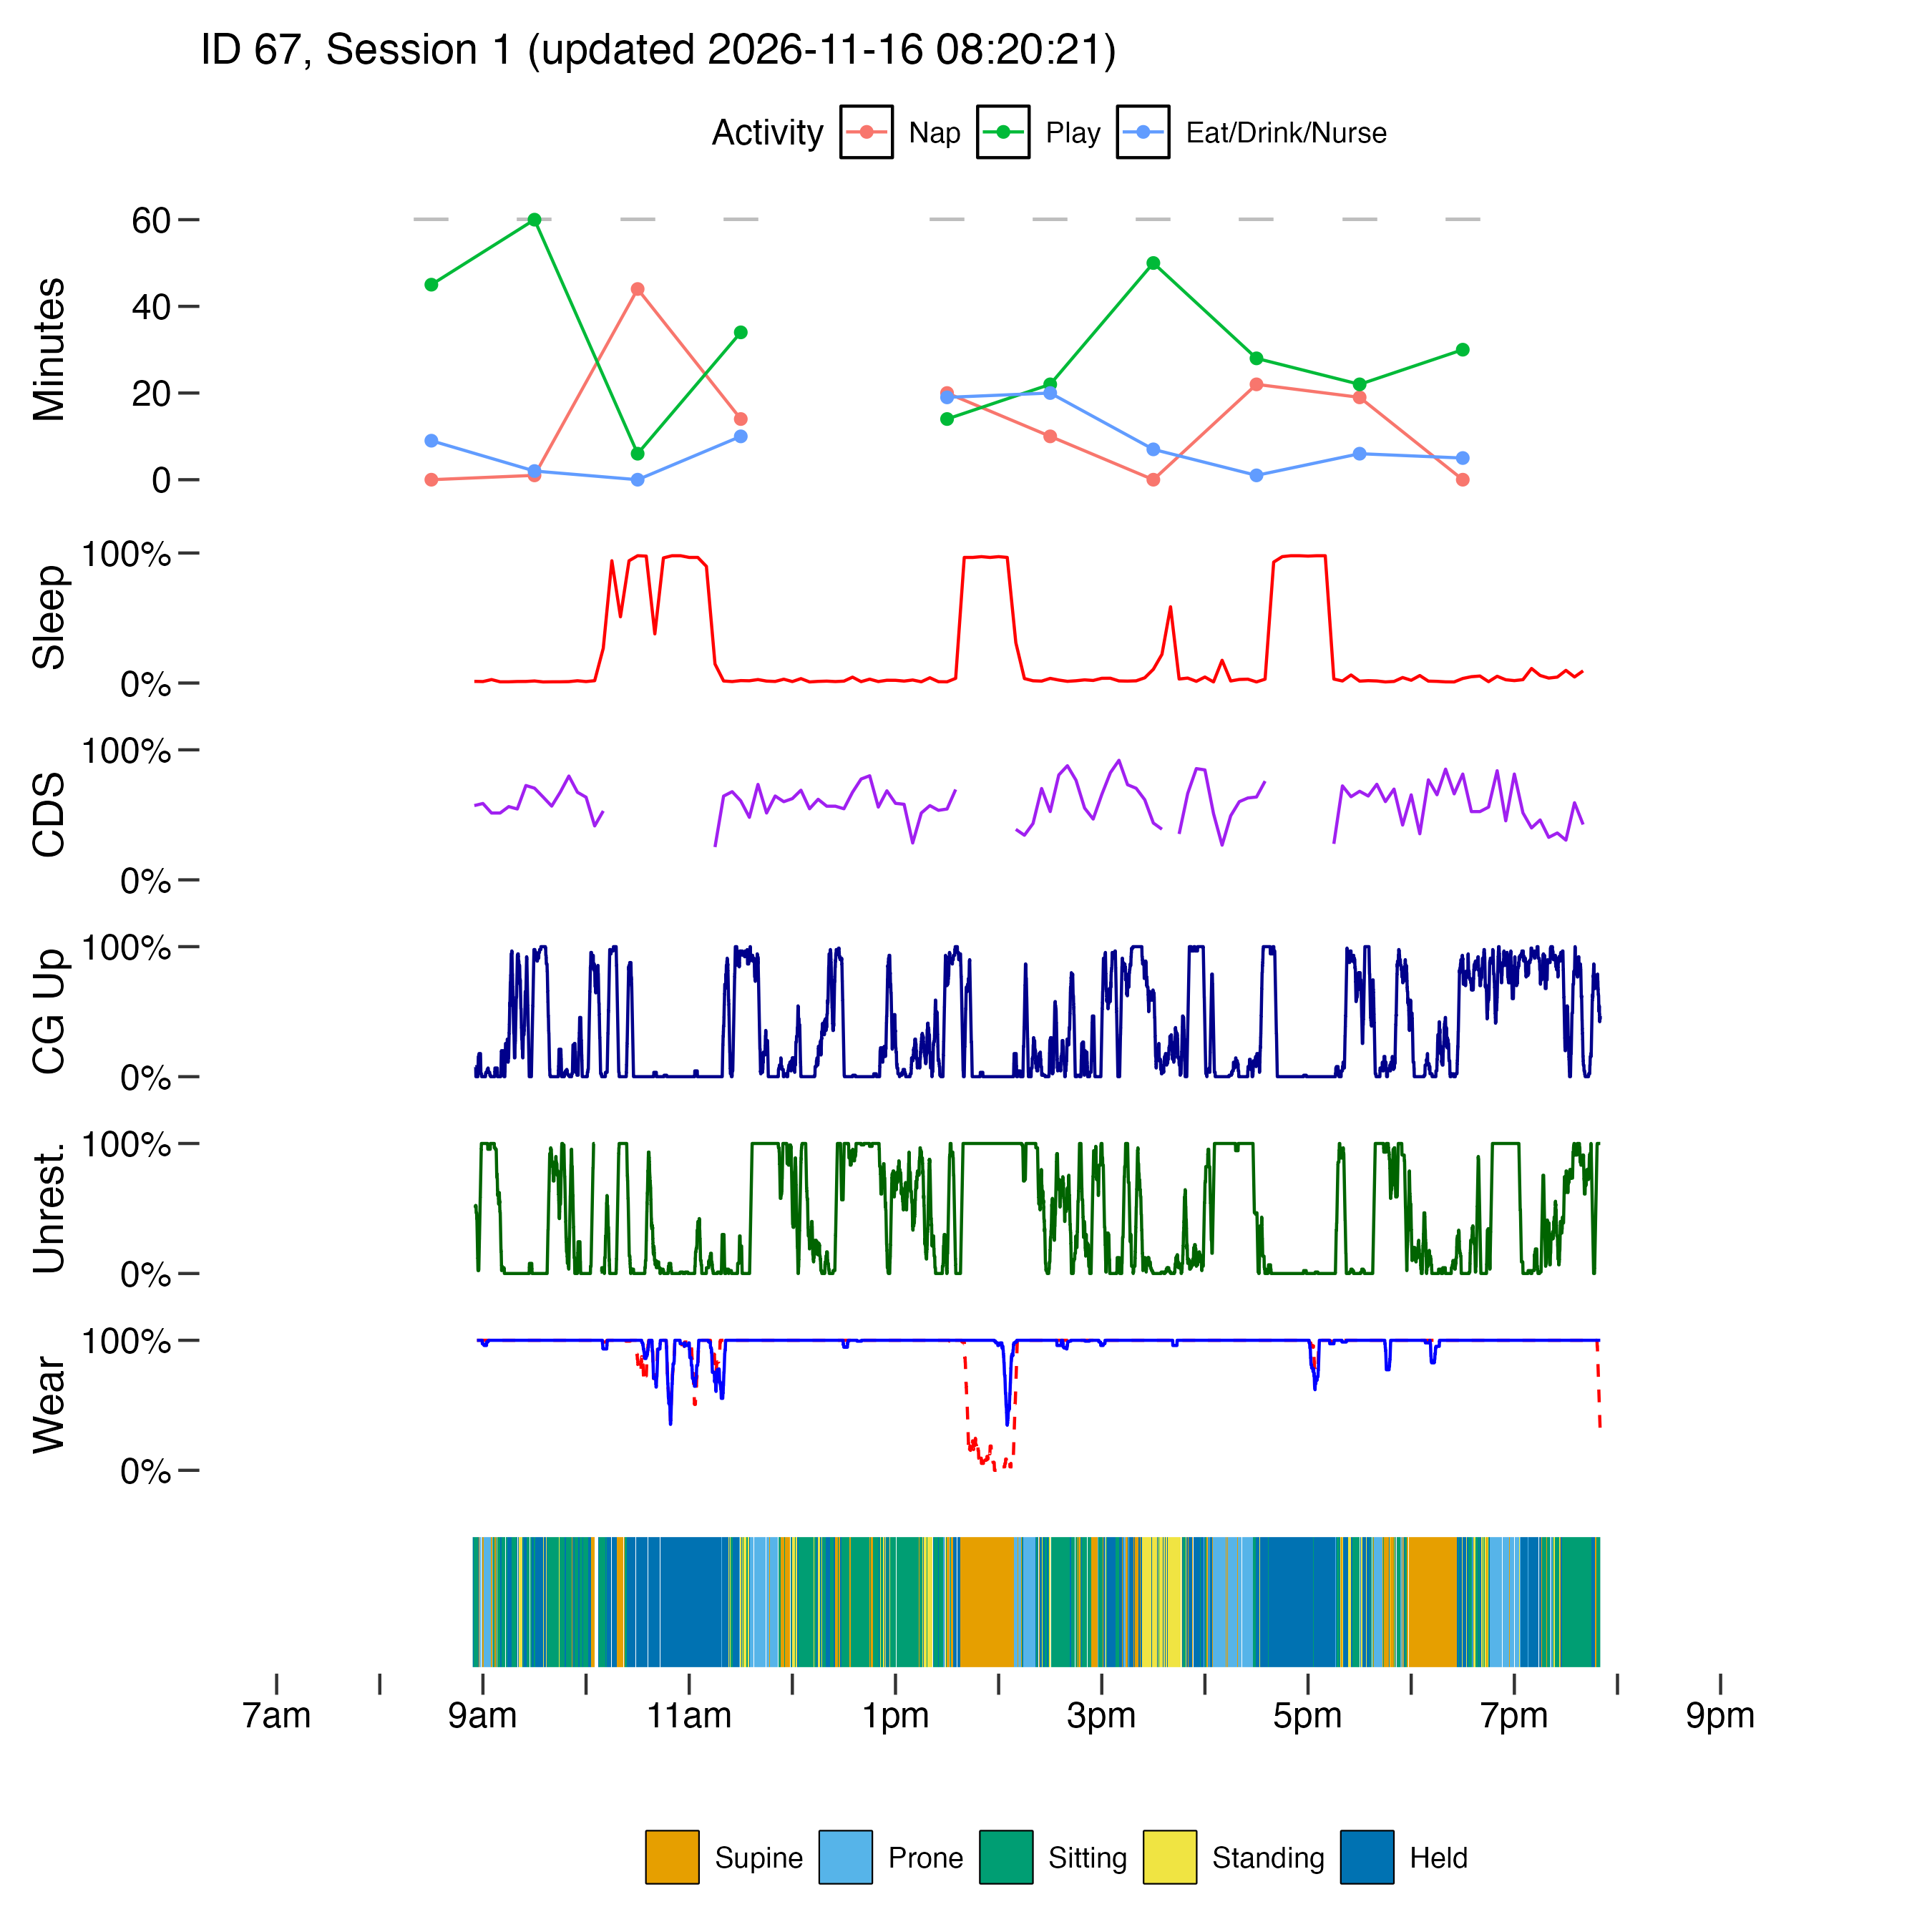 ID 67, Session 1 (updated 2026-11-16 08:20:21)
Activity Nap Play Eat/Drink/Nurse
Minutes
60
40
20
0
Sleep
100%
0%
CDS
100%
0%
CG Up
100%
0%
Unrest.
100%
0%
Wear
100%
0%
7am 9am 11am 1pm 3pm 5pm 7pm 9pm
Supine Prone Sitting Standing Held